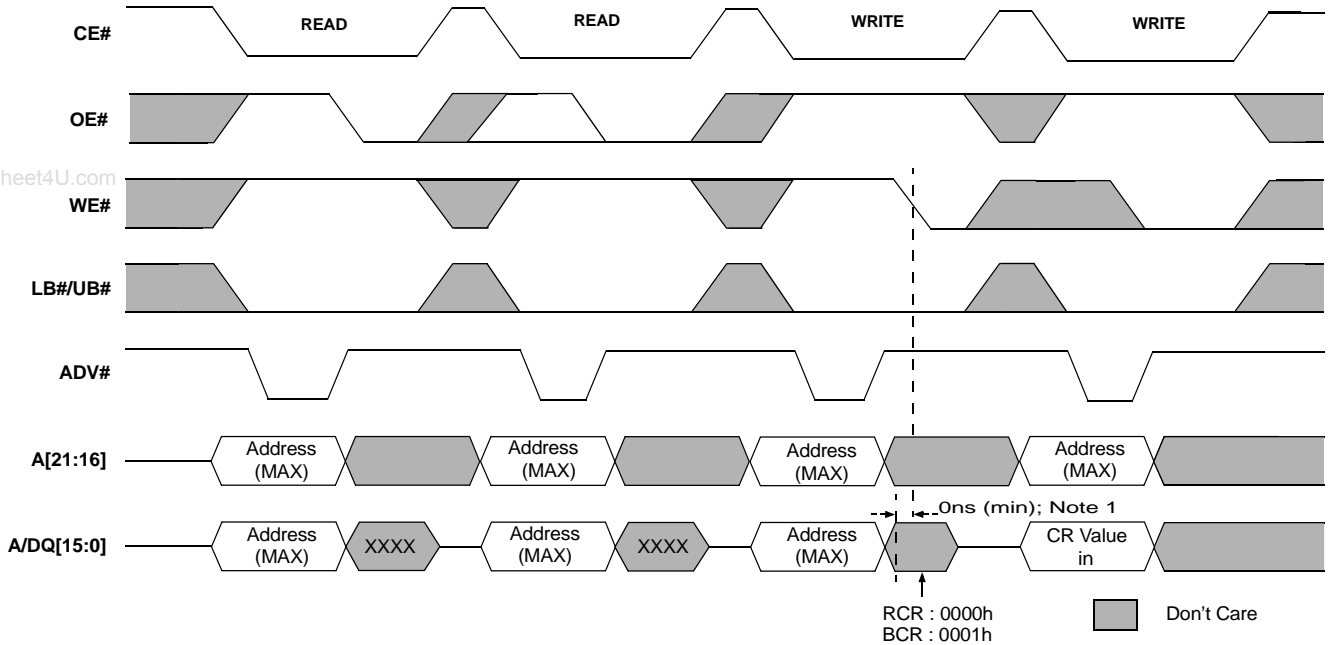 CE# READ READ WRITE WRITE
OE#
heet4U.com
WE#
LB#/UB#
ADV#
A[21:16] Address (MAX) Address (MAX) Address (MAX) Address (MAX)
0ns (min); Note 1
A/DQ[15:0] Address (MAX) XXXX Address (MAX) XXXX Address (MAX) CR Value in
RCR : 0000h
BCR : 0001h
Don't Care